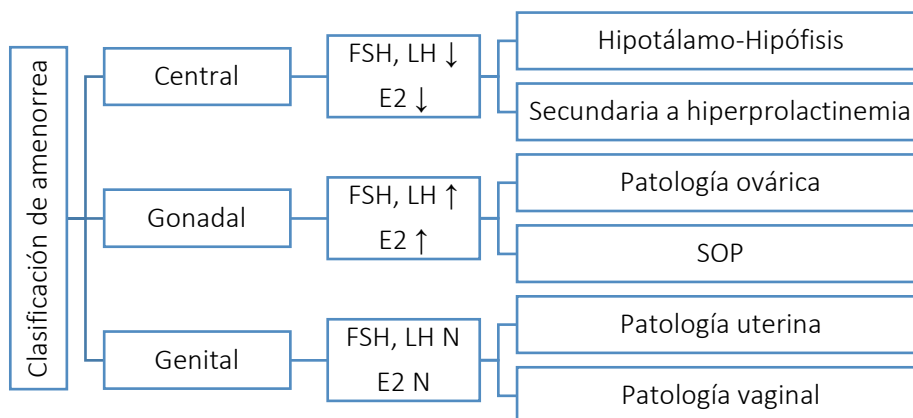 Clasificación de amenorrea
Central
FSH, LH ↓
E2 ↓
Hipotálamo-Hipófisis
Secundaria a hiperprolactinemia
Gonadal
FSH, LH ↑
E2 ↑
Patología ovárica
SOP
Genital
FSH, LH N
E2 N
Patología uterina
Patología vaginal